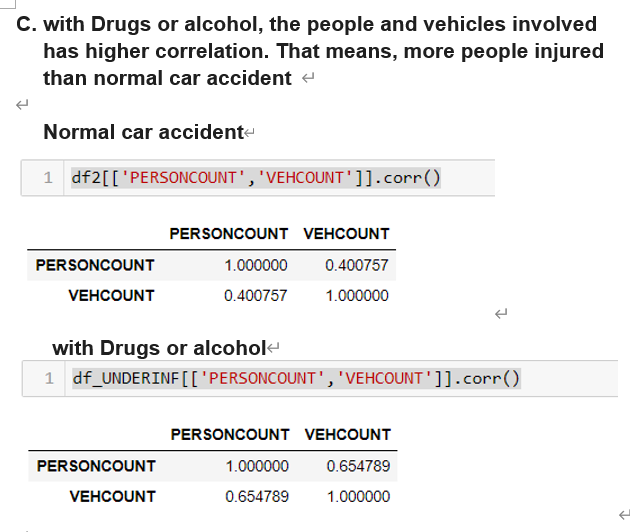 C. with Drugs or alcohol, the people and vehicles involved
has higher correlation. That means, more people injured
than normal car accident ↵
↵
Normal car accident↵
1 df2[['PERSONCOUNT','VEHCOUNT']].corr()
PERSONCOUNT VEHCOUNT
PERSONCOUNT 1.000000 0.400757
VEHCOUNT 0.400757 1.000000
↵
with Drugs or alcohol↵
1 df_UNDERINF[['PERSONCOUNT','VEHCOUNT']].corr()
PERSONCOUNT VEHCOUNT
PERSONCOUNT 1.000000 0.654789
VEHCOUNT 0.654789 1.000000
↵